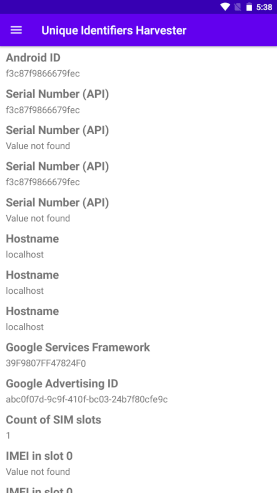 5:38
Unique Identifiers Harvester
Android ID
f3c87f9866679fec
Serial Number (API)
f3c87f9866679fec
Serial Number (API)
Value not found
Serial Number (API)
f3c87f9866679fec
Serial Number (API)
Value not found
Hostname
localhost
Hostname
localhost
Hostname
localhost
Google Services Framework
39F9807FF47824F0
Google Advertising ID
abc0f07d-9c9f-410f-bc03-24b7f80cfe9c
Count of SIM slots
1
IMEI in slot 0
Value not found
IMEI in slot 0